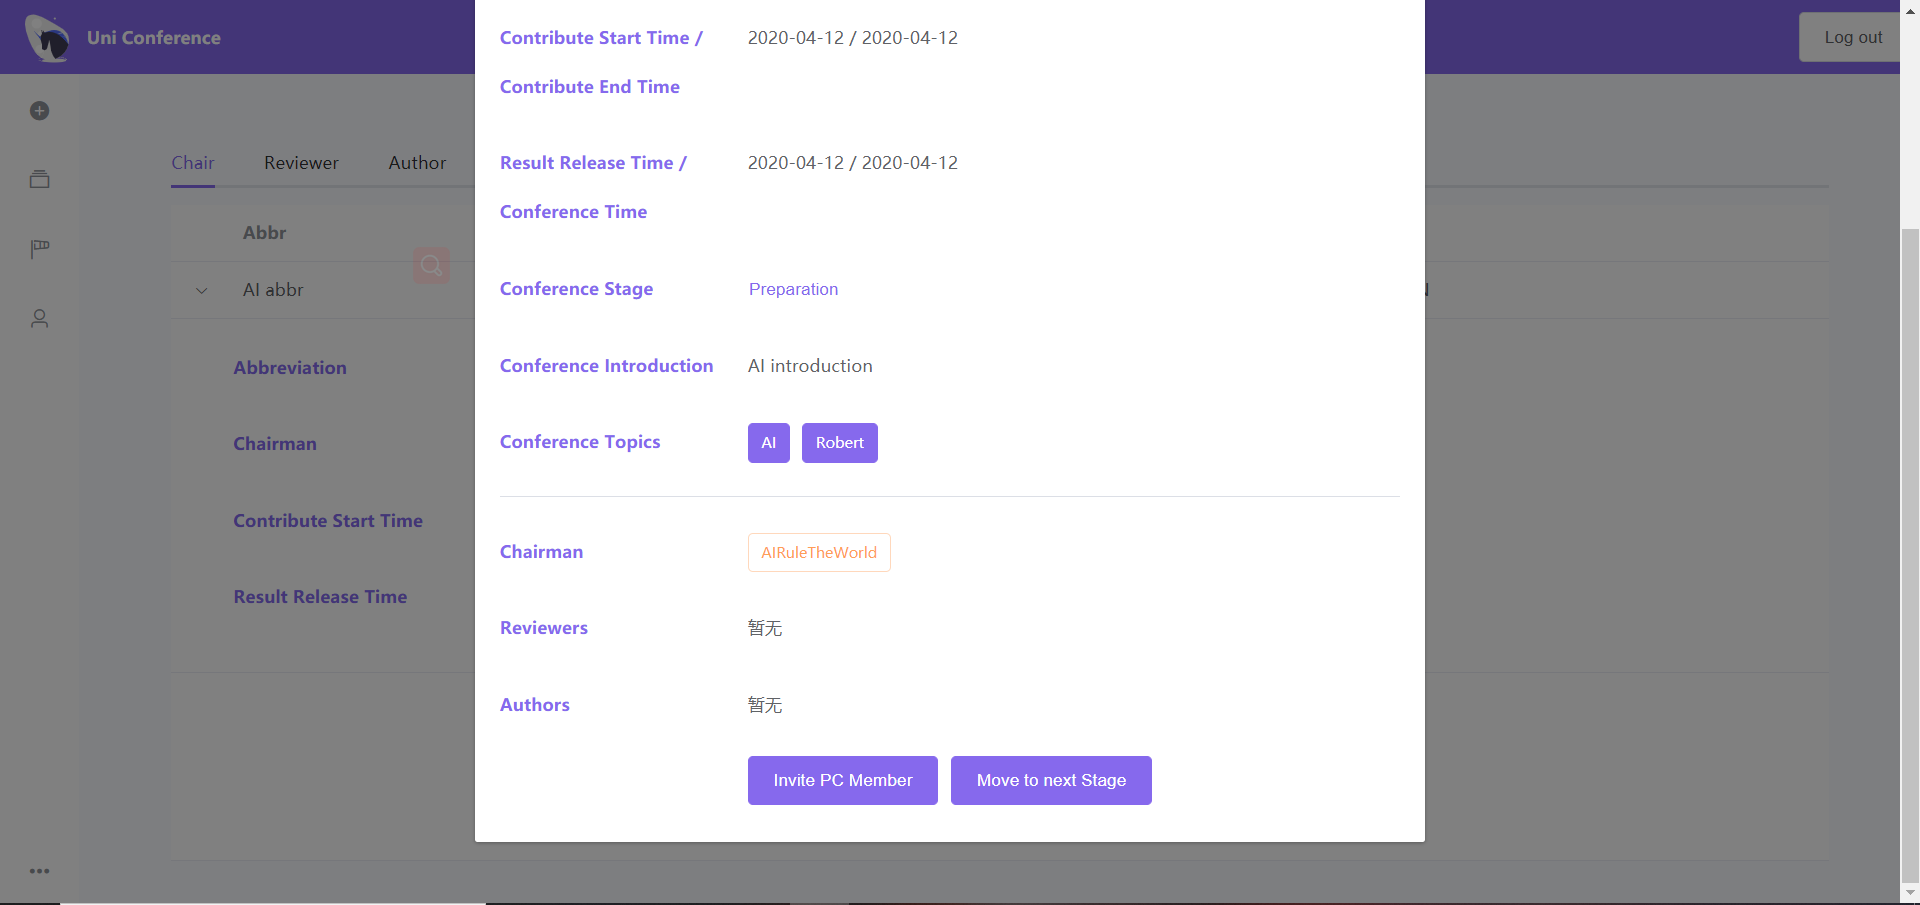 Uni Conference
Log out
Chair
Reviewer
Author
Abbr
AI abbr
Abbreviation
Chairman
Contribute Start Time
Result Release Time
Contribute Start Time /
Contribute End Time
2020-04-12 / 2020-04-12
Result Release Time /
Conference Time
2020-04-12 / 2020-04-12
Conference Stage
Preparation
Conference Introduction
AI introduction
Conference Topics
AI
Robert
Chairman
AIRuleTheWorld
Reviewers
暂无
Authors
暂无
Invite PC Member
Move to next Stage